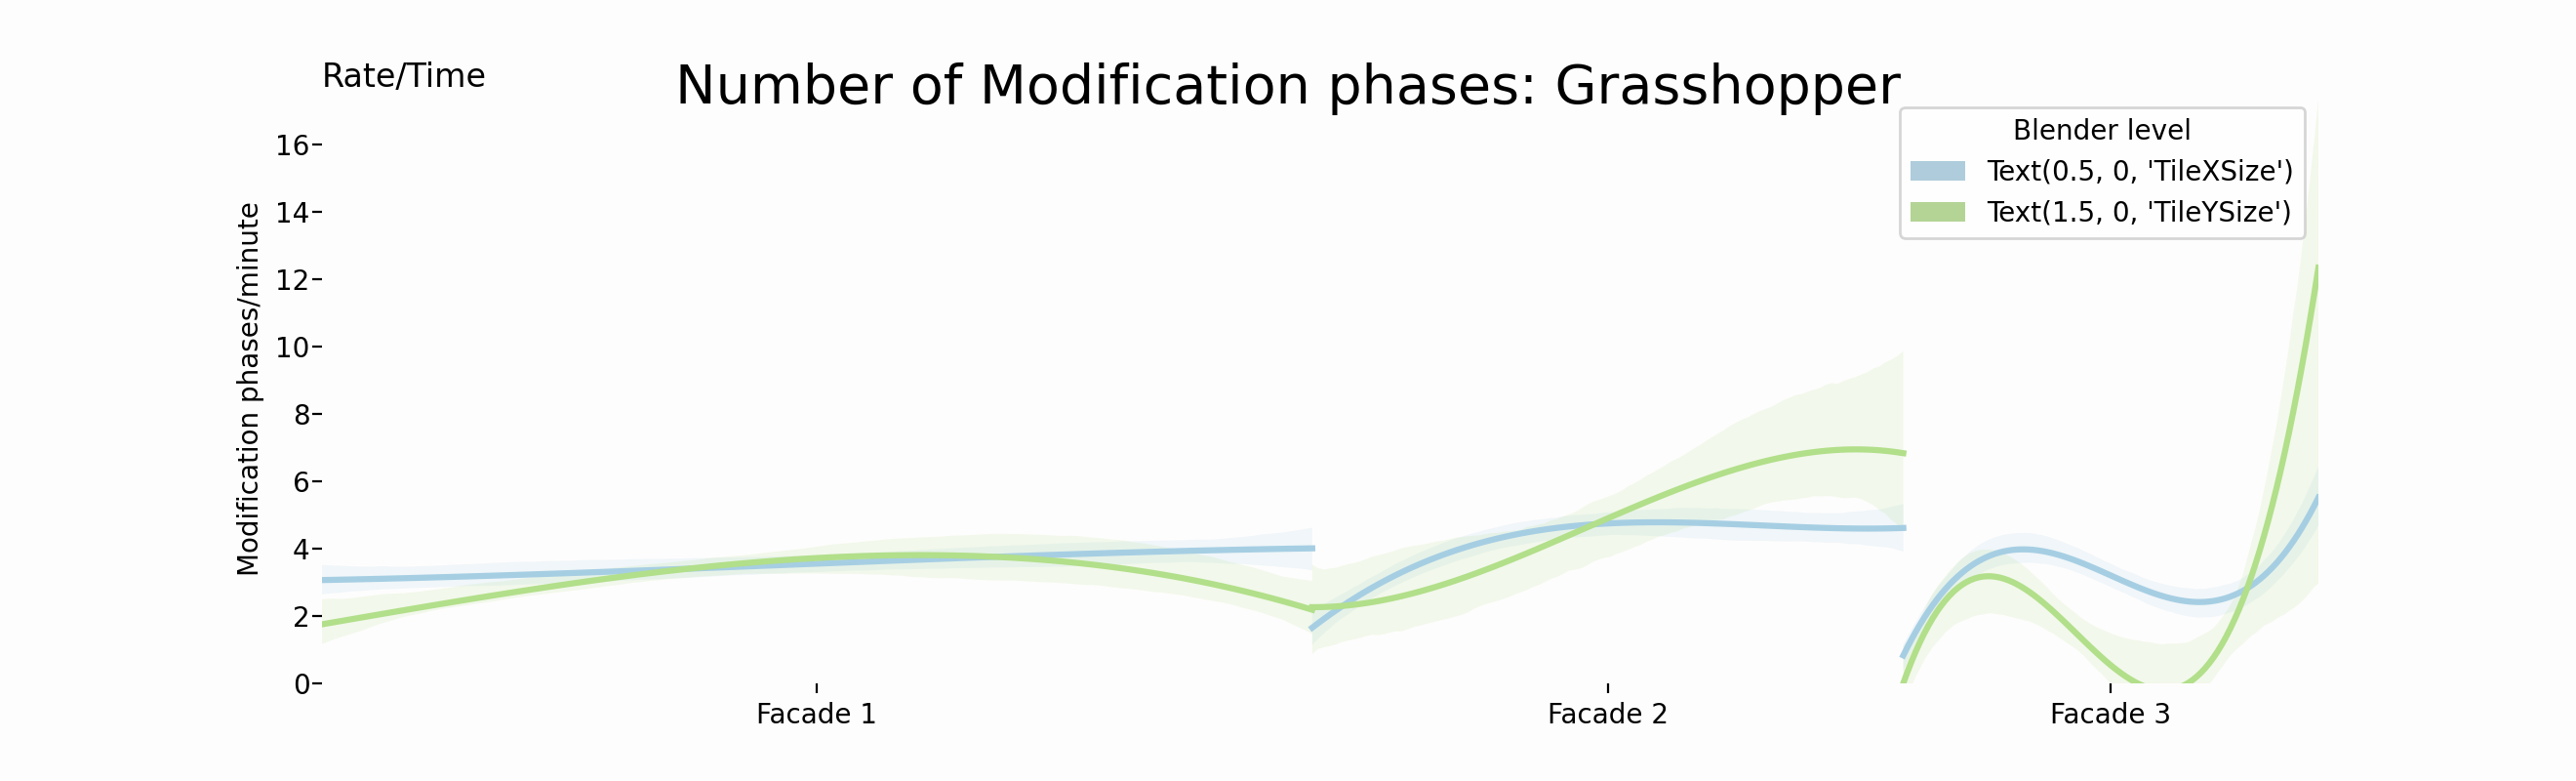 Rate/Time
Number of Modification phases: Grasshopper
Modification phases/minute
16
14
12
10
8
6
4
2
0
Blender level
Text(0.5, 0, 'TileXSize')
Text(1.5, 0, 'TileYSize')
Facade 1
Facade 2
Facade 3